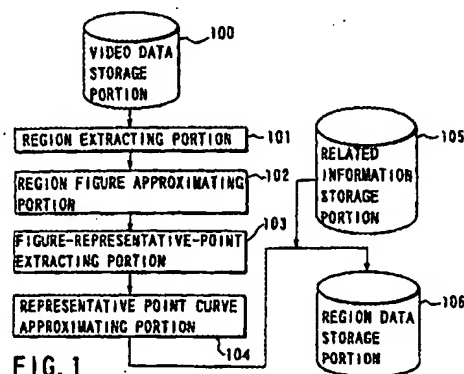 100
VIDEO DATA
STORAGE
PORTION
REGION EXTRACTING PORTION
101
REGION FIGURE APPROXIMATING
PORTION
102
FIGURE-REPRESENTATIVE-POINT
EXTRACTING PORTION
103
REPRESENTATIVE POINT CURVE
APPROXIMATING PORTION
104
RELATED
INFORMATION
STORAGE
PORTION
105
REGION DATA
STORAGE
PORTION
106
FIG. 1